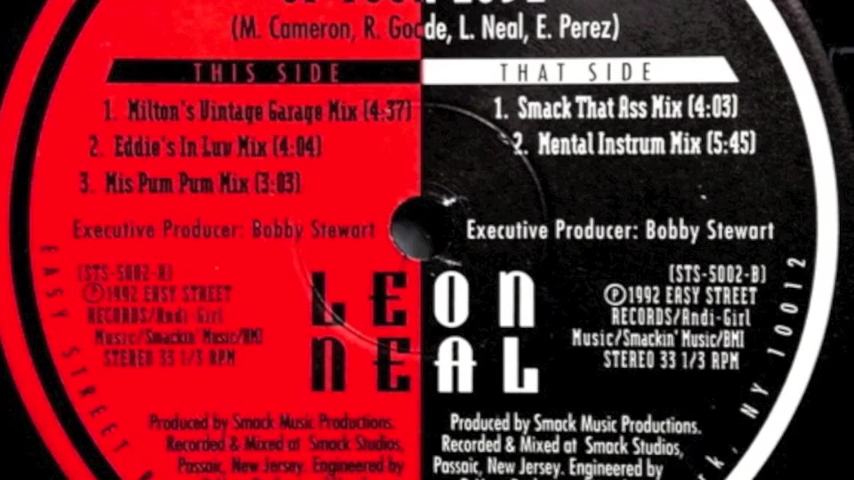 (M. Cameron, R. Goode, L. Neal, E. Perez)
THIS SIDE
1. Milton's Vintage Garage Mix (4:37)
2. Eddie's In Luv Mix (4:04)
3. Mis Pum Pum Mix (3:03)
Executive Producer: Bobby Stewart
(STS-5002-A)
Ⓟ1992 EASY STREET
RECORDS/Andi-Girl
Music/Smackin' Music/BMI
STEREO 33 1/3 RPM
THAT SIDE
1. Smack That Ass Mix (4:03)
2. Mental Instrum Mix (5:45)
Executive Producer: Bobby Stewart
(STS-5002-B)
Ⓟ1992 EASY STREET
RECORDS/Andi-Girl
Music/Smackin' Music/BMI
STEREO 33 1/3 RPM
LEON
NEAL
Produced by Smack Music Productions.
Recorded & Mixed at Smack Studios,
Passaic, New Jersey. Engineered by
Produced by Smack Music Productions.
Recorded & Mixed at Smack Studios,
Passaic, New Jersey. Engineered by
EASY STREET
NY 10012